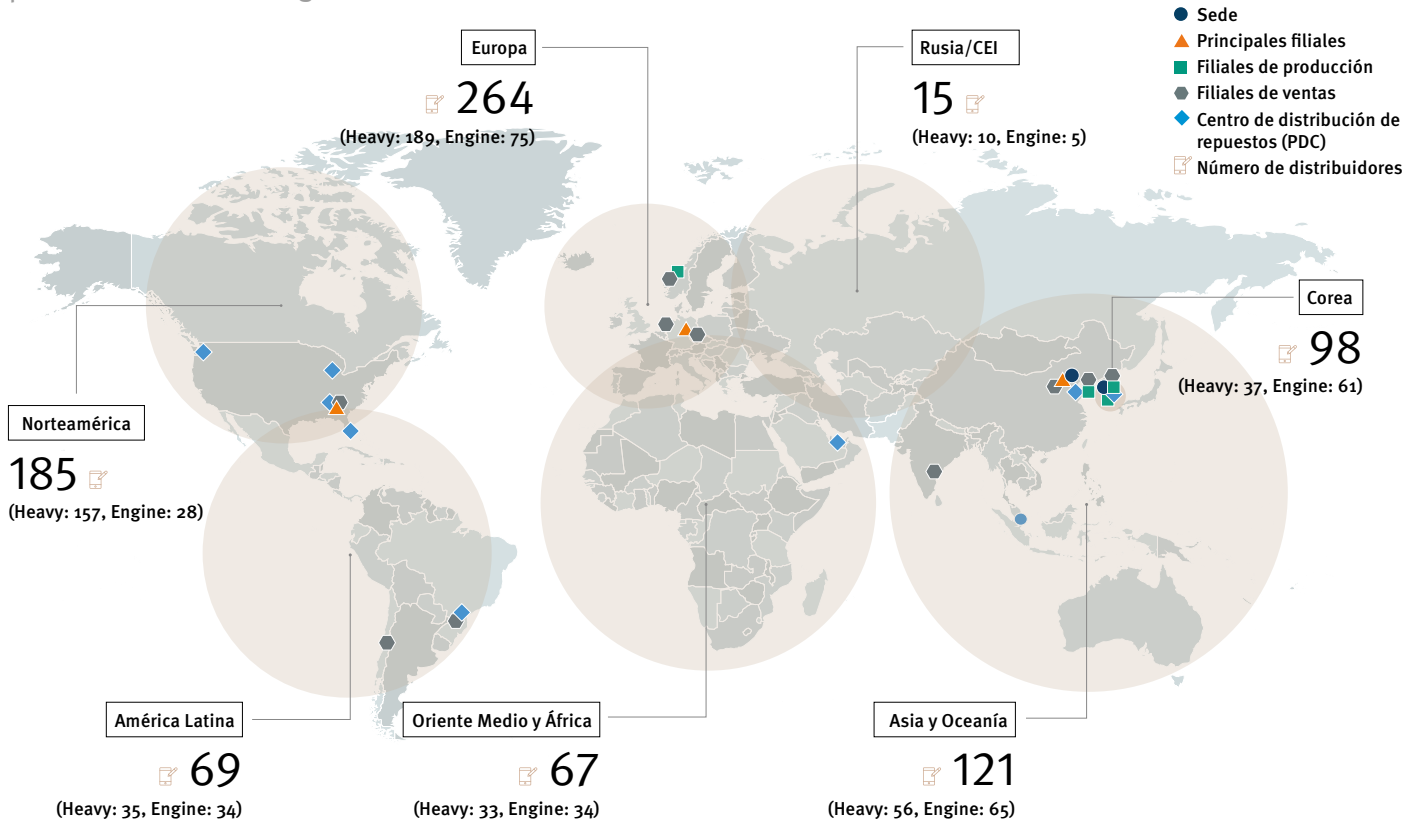 Sede
Principales filiales
Filiales de producción
Filiales de ventas
Centro de distribución de
repuestos (PDC)
Número de distribuidores
Europa
264
(Heavy: 189, Engine: 75)
Rusia/CEI
15
(Heavy: 10, Engine: 5)
Corea
98
(Heavy: 37, Engine: 61)
Norteamérica
185
(Heavy: 157, Engine: 28)
América Latina
69
(Heavy: 35, Engine: 34)
Oriente Medio y África
67
(Heavy: 33, Engine: 34)
Asia y Oceanía
121
(Heavy: 56, Engine: 65)